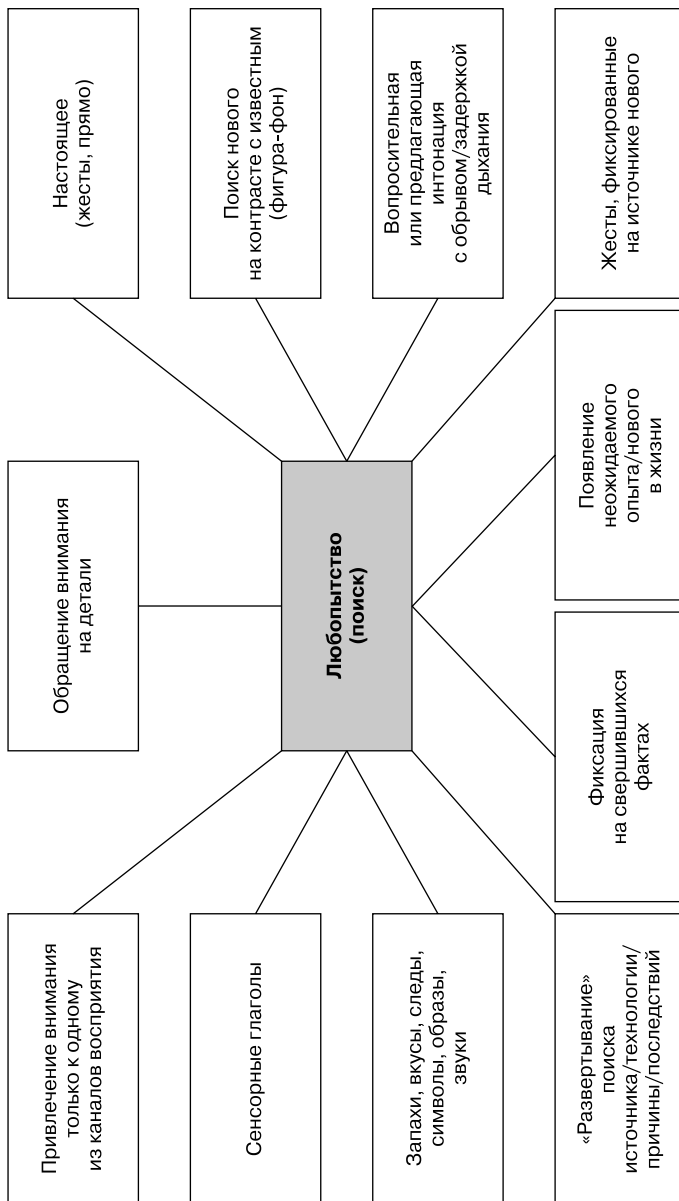 Привлечение внимания
только к одному
из каналов восприятия
Обращение внимания
на детали
Настоящее
(жесты, прямо)
Сенсорные глаголы
Поиск нового
на контрасте с известным
(фигура-фон)
Любопытство
(поиск)
Запахи, вкусы, следы,
символы, образы,
звуки
Вопросительная
или предлагающая
интонация
с обрывом/задержкой
дыхания
«Развертывание»
поиска
источника/технологии/
причины/последствий
Фиксация
на свершившихся
фактах
Появление
неожидаемого
опыта/нового
в жизни
Жесты, фиксированные
на источнике нового